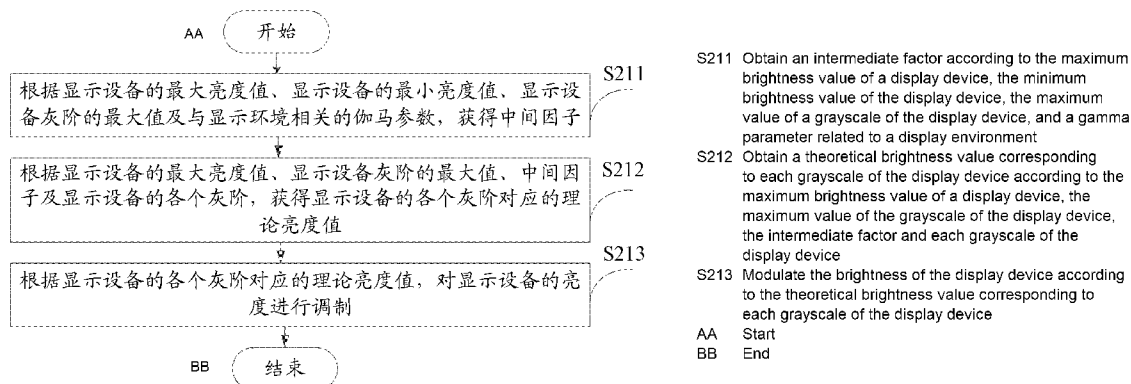 AA 开始
S211
根据显示设备的最大亮度值、显示设备的最小亮度值、显示设
备灰阶的最大值及与显示环境相关的伽马参数，获得中间因子
S212
根据显示设备的最大亮度值、显示设备灰阶的最大值、中间因
子及显示设备的各个灰阶，获得显示设备的各个灰阶对应的理
论亮度值
S213
根据显示设备的各个灰阶对应的理论亮度值，对显示设备的亮
度进行调制
BB 结束
S211 Obtain an intermediate factor according to the maximum
brightness value of a display device, the minimum
brightness value of the display device, the maximum
value of a grayscale of the display device, and a gamma
parameter related to a display environment
S212 Obtain a theoretical brightness value corresponding
to each grayscale of the display device according to the
maximum brightness value of a display device, the
maximum value of the grayscale of the display device,
the intermediate factor and each grayscale of the
display device
S213 Modulate the brightness of the display device according
to the theoretical brightness value corresponding to
each grayscale of the display device
AA Start
BB End